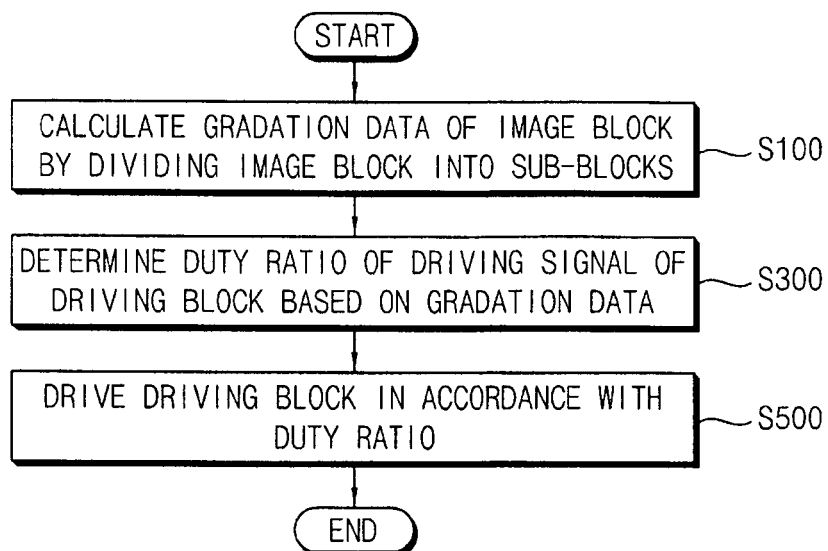 START
CALCULATE GRADATION DATA OF IMAGE BLOCK
BY DIVIDING IMAGE BLOCK INTO SUB-BLOCKS
S100
DETERMINE DUTY RATIO OF DRIVING SIGNAL OF
DRIVING BLOCK BASED ON GRADATION DATA
S300
DRIVE DRIVING BLOCK IN ACCORDANCE WITH
DUTY RATIO
S500
END